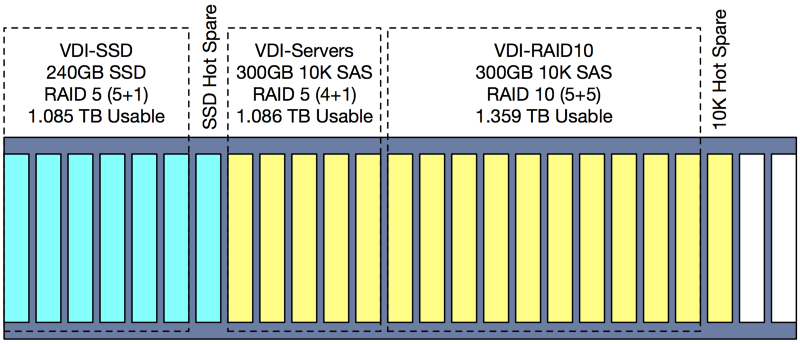 VDI-SSD
240GB SSD
RAID 5 (5+1)
1.085 TB Usable
SSD Hot Spare
VDI-Servers
300GB 10K SAS
RAID 5 (4+1)
1.086 TB Usable
VDI-RAID10
300GB 10K SAS
RAID 10 (5+5)
1.359 TB Usable
10K Hot Spare